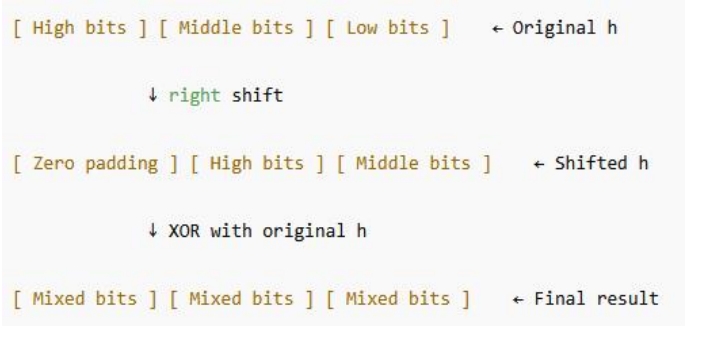 [ High bits ] [ Middle bits ] [ Low bits ] ← Original h
↓ right shift
[ Zero padding ] [ High bits ] [ Middle bits ] ← Shifted h
↓ XOR with original h
[ Mixed bits ] [ Mixed bits ] [ Mixed bits ] ← Final result